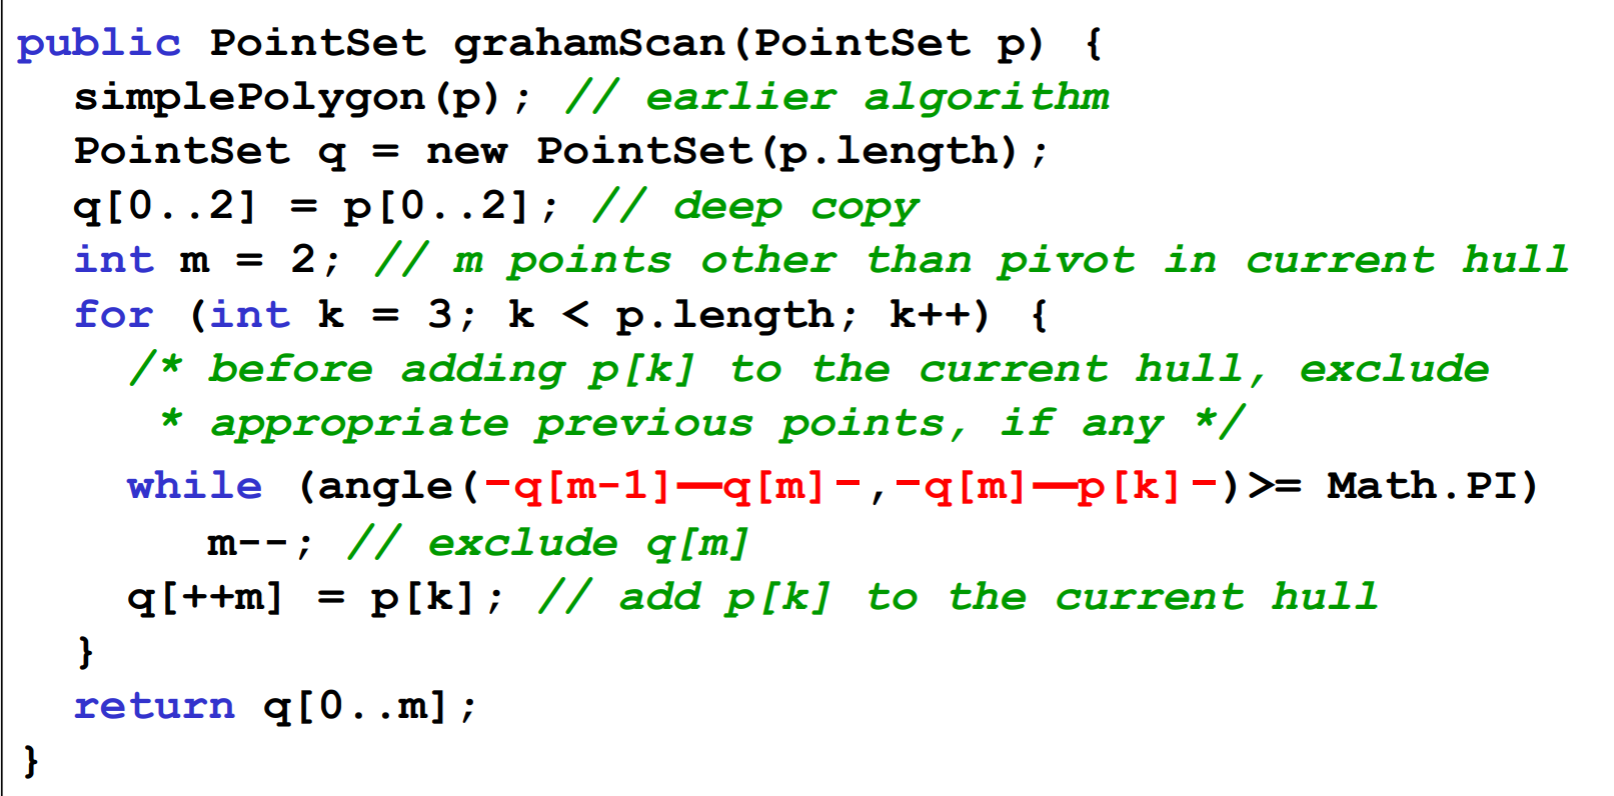 public PointSet grahamScan(PointSet p) {
simplePolygon(p); // earlier algorithm
PointSet q = new PointSet(p.length);
q[0..2] = p[0..2]; // deep copy
int m = 2; // m points other than pivot in current hull
for (int k = 3; k < p.length; k++) {
/* before adding p[k] to the current hull, exclude
* appropriate previous points, if any */
while (angle(-q[m-1]—q[m]-,-q[m]—p[k]-)>= Math.PI)
m--; // exclude q[m]
q[++m] = p[k]; // add p[k] to the current hull
}
return q[0..m];
}